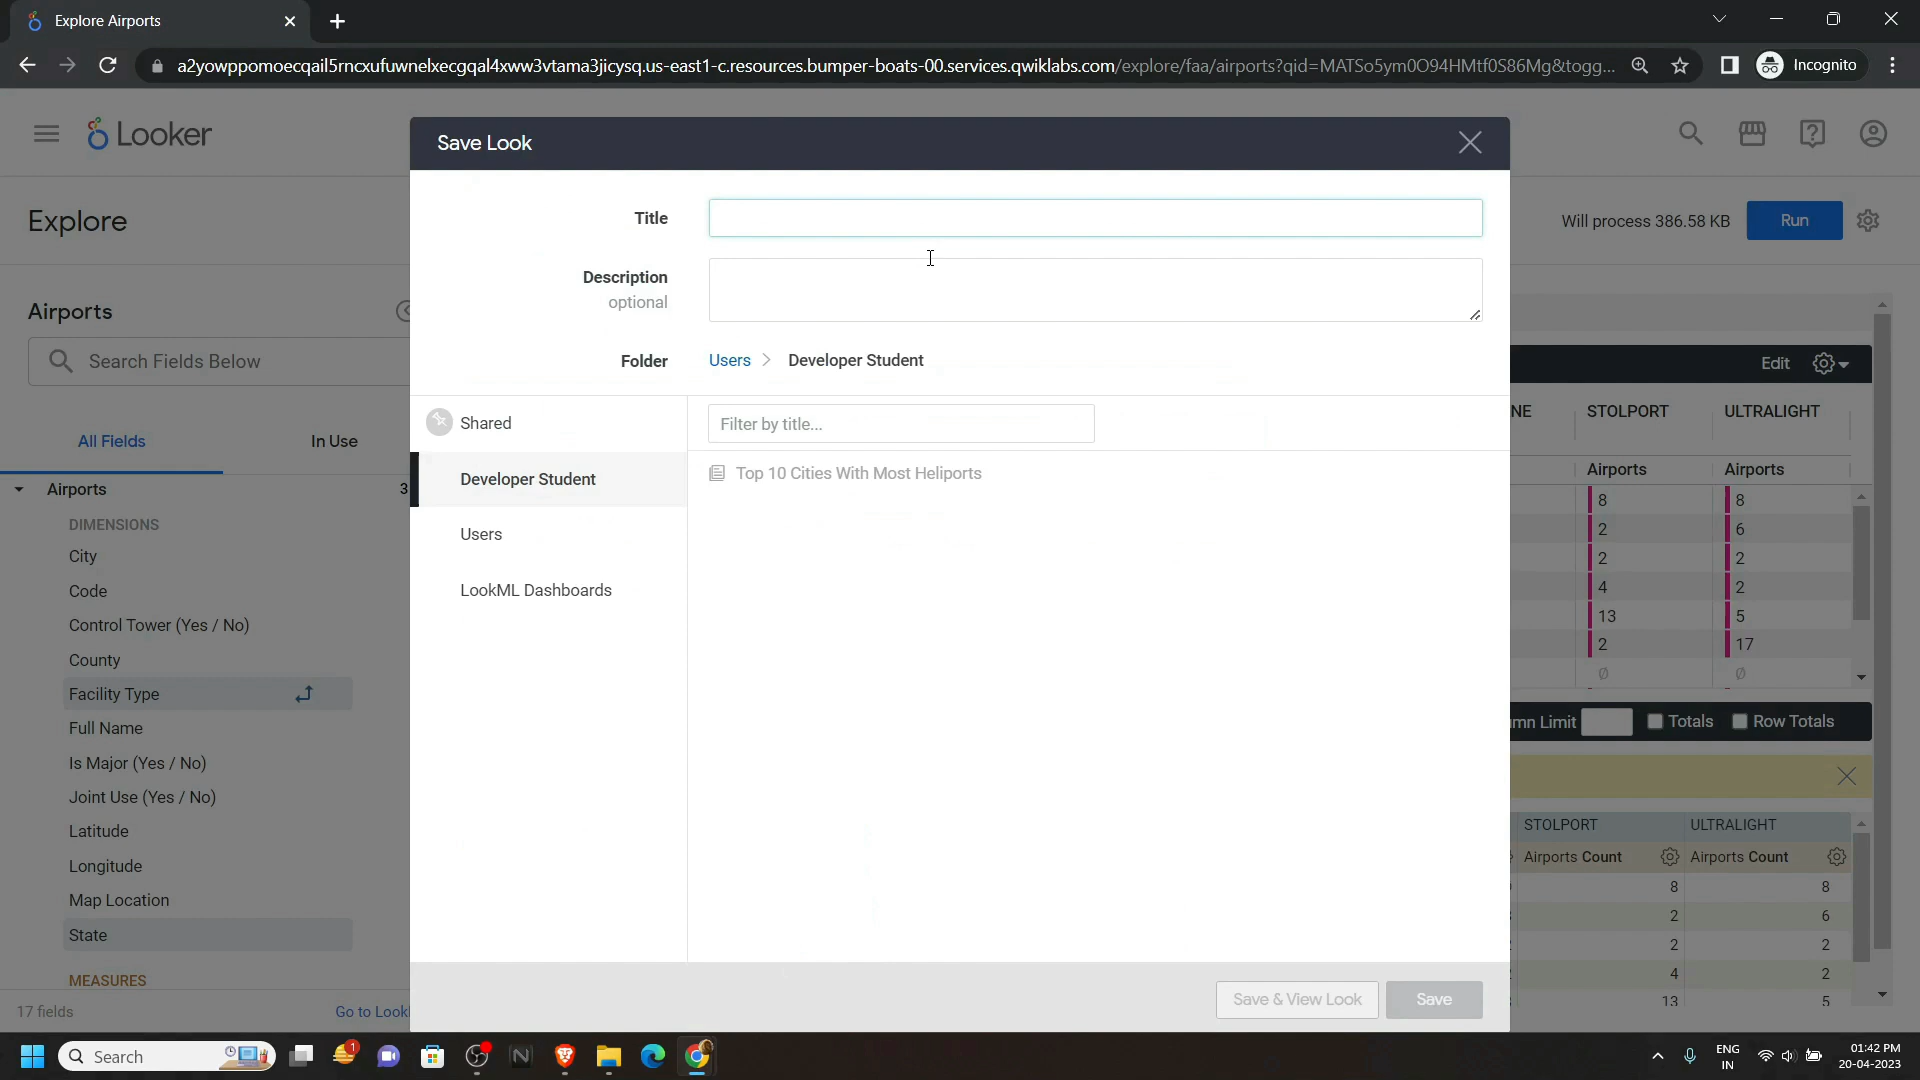 Explore Airports
a2yowppomoecqail5rncxufuwnelxecgqal4xww3vtama3jicysq.us-east1-c.resources.bumper-boats-00.services.qwiklabs.com/explore/faa/airports?qid=MATSo5ym0O94HMtf0S86Mg&togg...
Incognito
Looker
Save Look
Explore
Title
Will process 386.58 KB
Run
Description
optional
Airports
Search Fields Below
Folder
Users > Developer Student
Edit
All Fields
In Use
Shared
Filter by title...
NE
STOLPORT
ULTRALIGHT
Developer Student
Top 10 Cities With Most Heliports
Airports
Airports
Airports
3
8
8
DIMENSIONS
Users
2
6
City
2
2
Code
LookML Dashboards
4
2
Control Tower (Yes / No)
13
5
County
2
17
Facility Type
Ø
Ø
Full Name
mn Limit
Totals
Row Totals
Is Major (Yes / No)
Joint Use (Yes / No)
Latitude
STOLPORT
ULTRALIGHT
Longitude
Airports Count
Airports Count
Map Location
8
8
State
2
6
2
2
MEASURES
4
2
17 fields
Go to Look
13
5
Save & View Look
Save
Search
1
ENG
IN
01:42 PM
20-04-2023